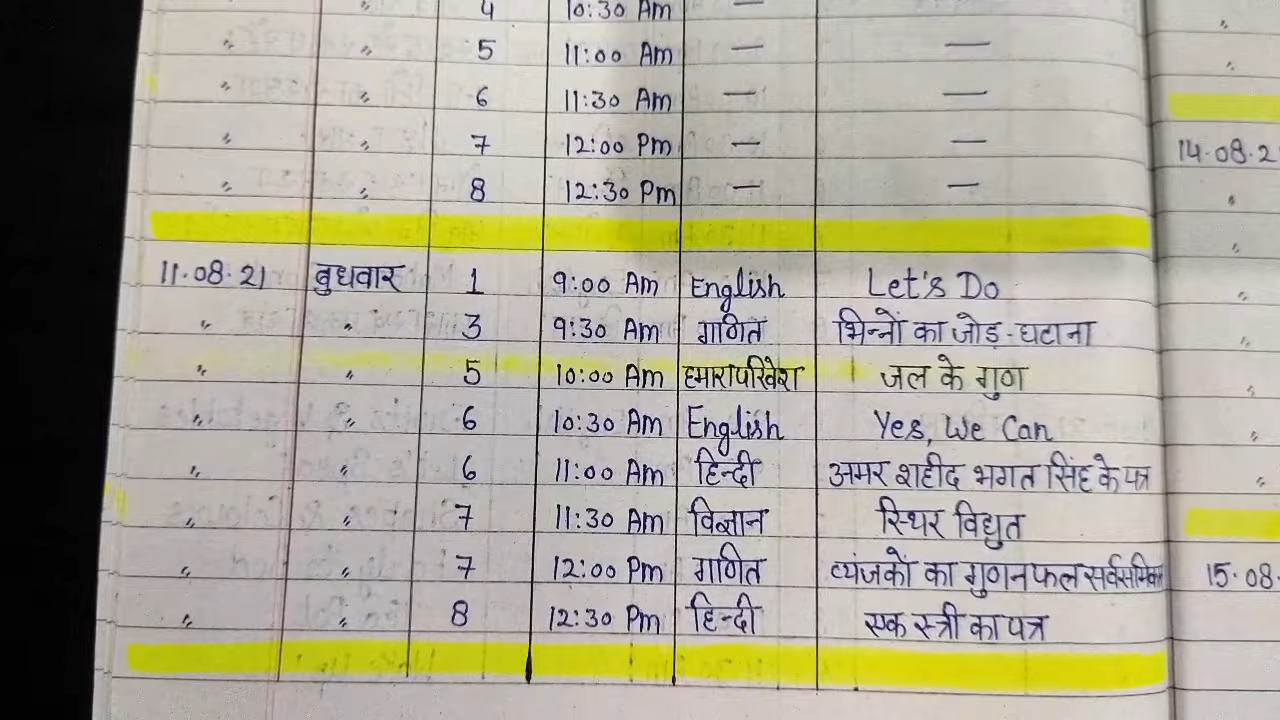 " 4 10:30 Am —
" " 5 11:00 Am — —
" " 6 11:30 Am — —
" " 7 12:00 Pm — —
" " 8 12:30 Pm — —
11.08.21 बुधवार 1 9:00 Am English Let's Do
" " 3 9:30 Am गणित भिन्नों का जोड़-घटाना
" " 5 10:00 Am हमारा परिवेश जल के गुण
" " 6 10:30 Am English Yes, We Can
" " 6 11:00 Am हिन्दी अमर शहीद भगत सिंह के पत्र
" " 7 11:30 Am विज्ञान स्थिर विद्युत
" " 7 12:00 Pm गणित व्यंजकों का गुणनफल सर्वसमिका
" " 8 12:30 Pm हिन्दी एक स्त्री का पत्र
14.08.2
15.08.